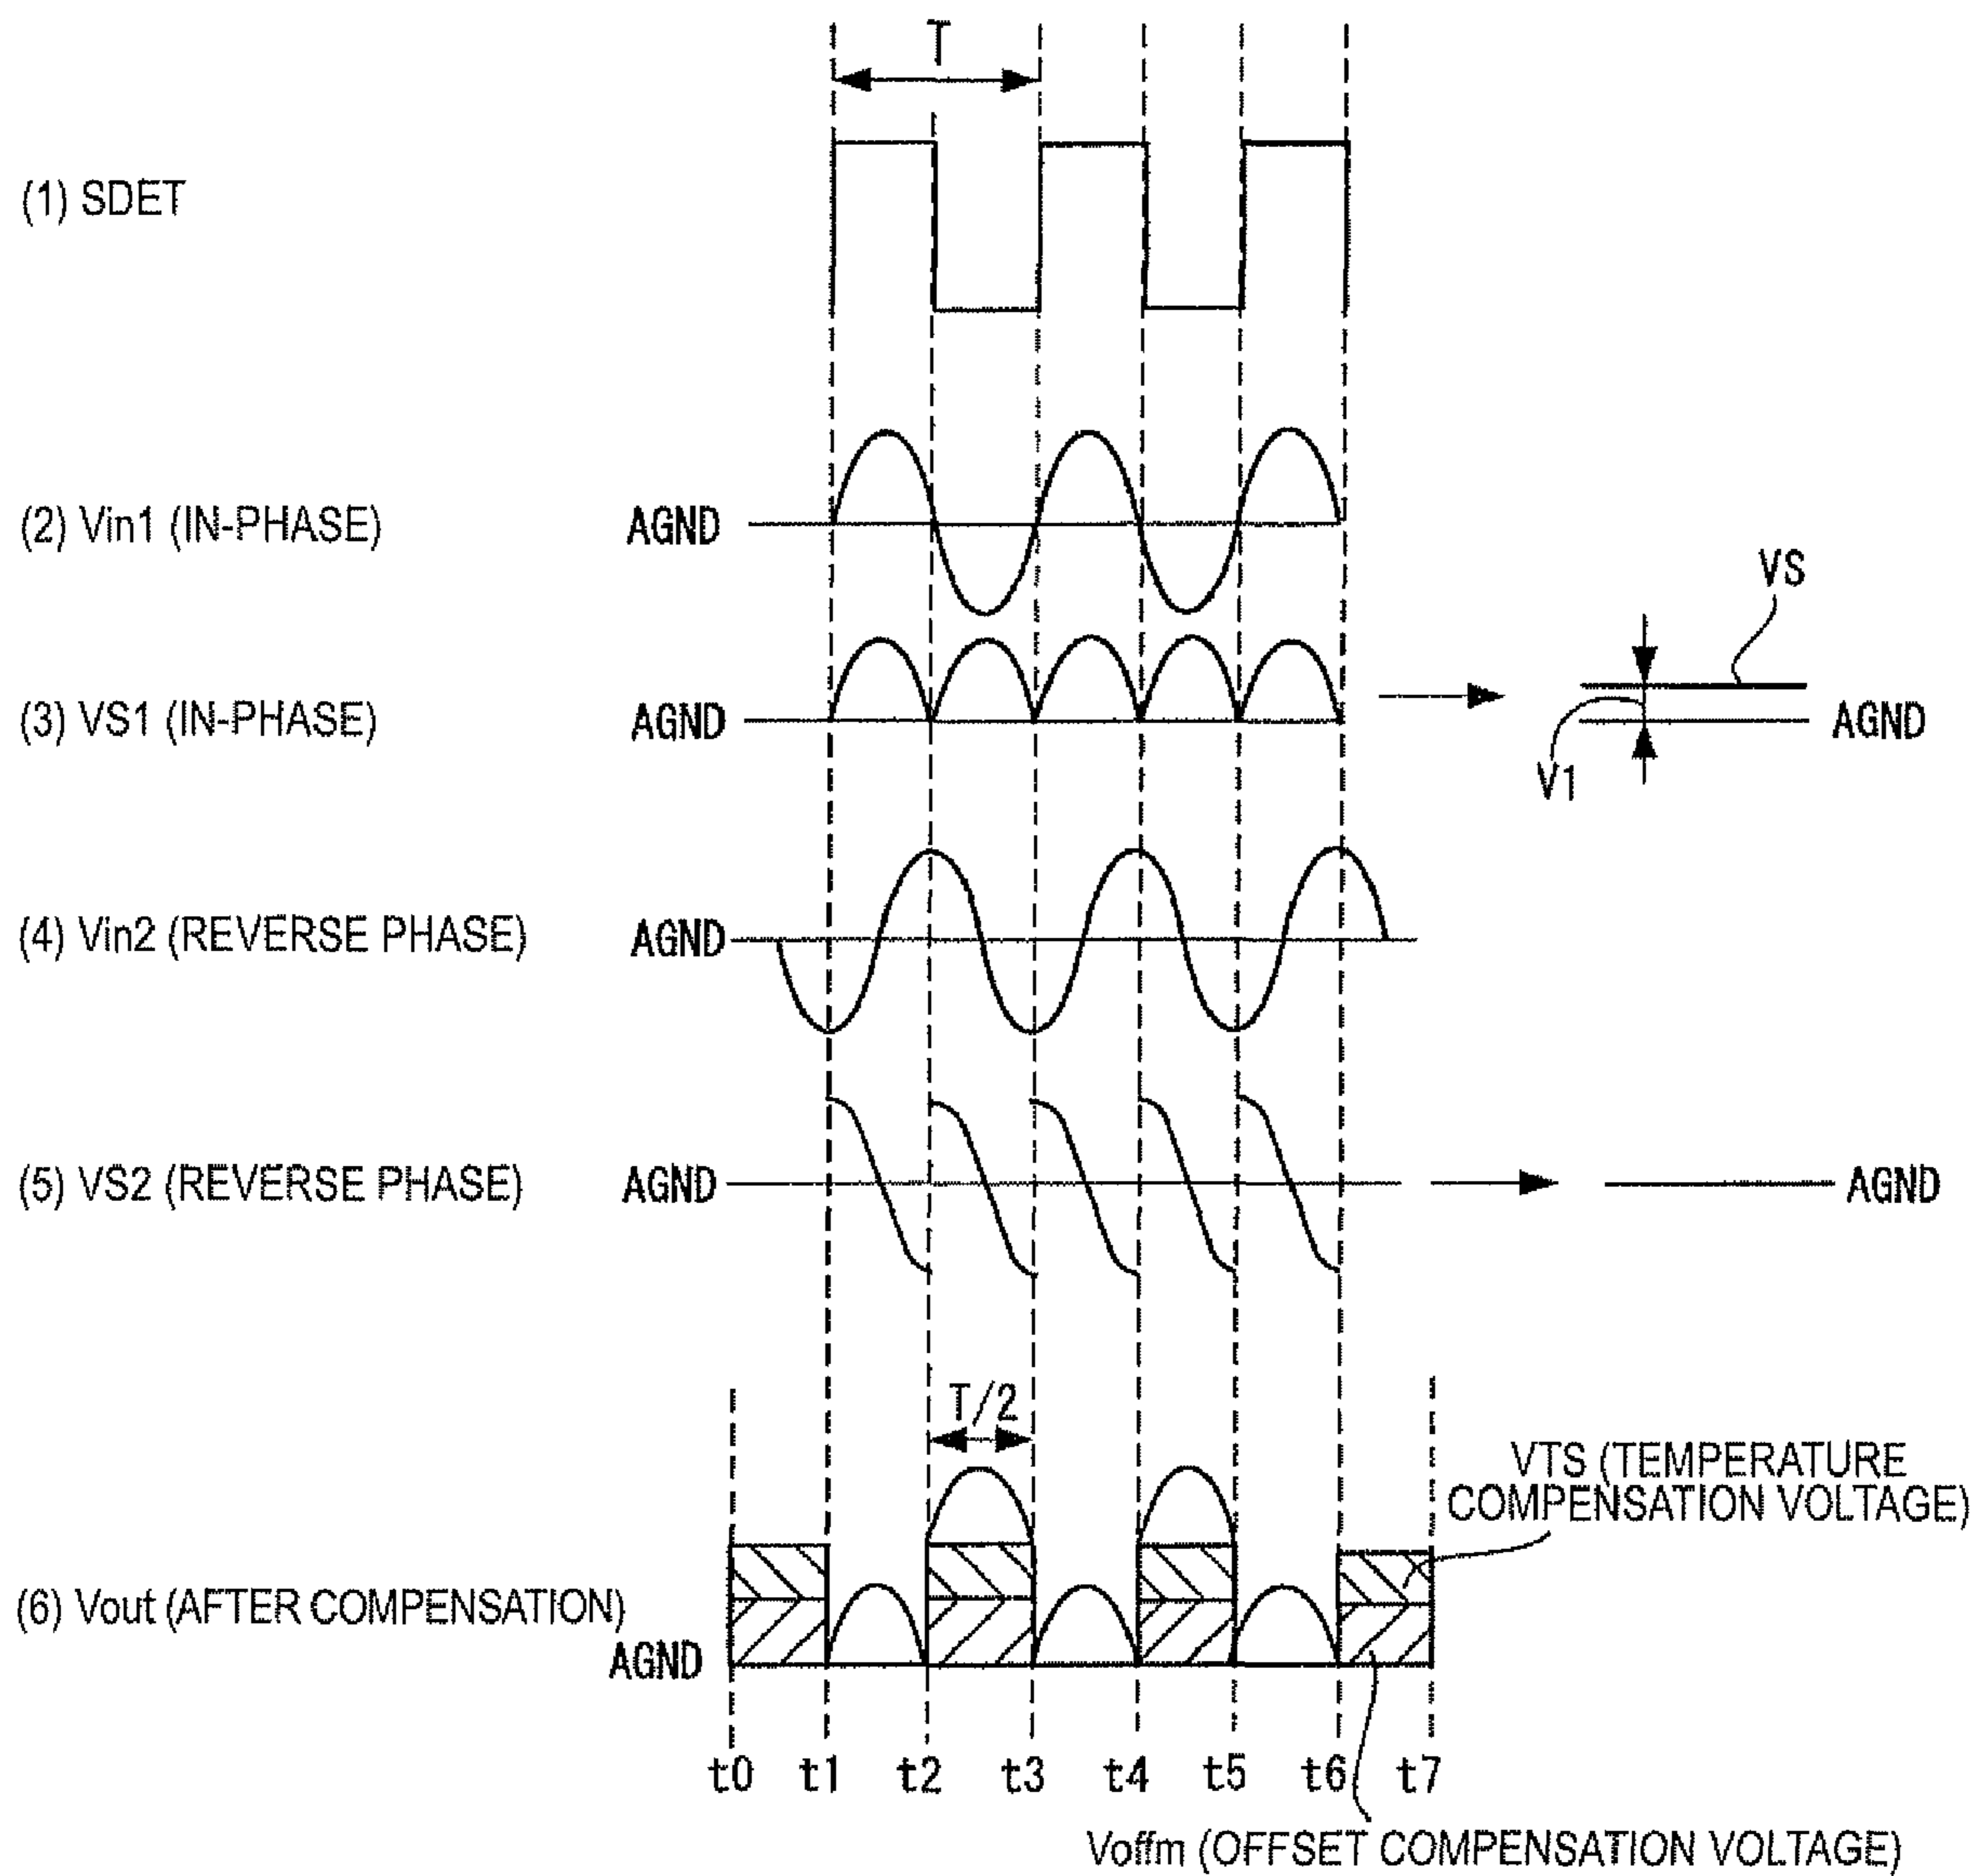 T
(1) SDET
(2) Vin1 (IN-PHASE)
AGND
VS
(3) VS1 (IN-PHASE)
AGND
AGND
V1
(4) Vin2 (REVERSE PHASE)
AGND
(5) VS2 (REVERSE PHASE)
AGND
AGND
T/2
VTS (TEMPERATURE
COMPENSATION VOLTAGE)
(6) Vout (AFTER COMPENSATION)
AGND
t0 t1 t2 t3 t4 t5 t6 t7
Voffm (OFFSET COMPENSATION VOLTAGE)